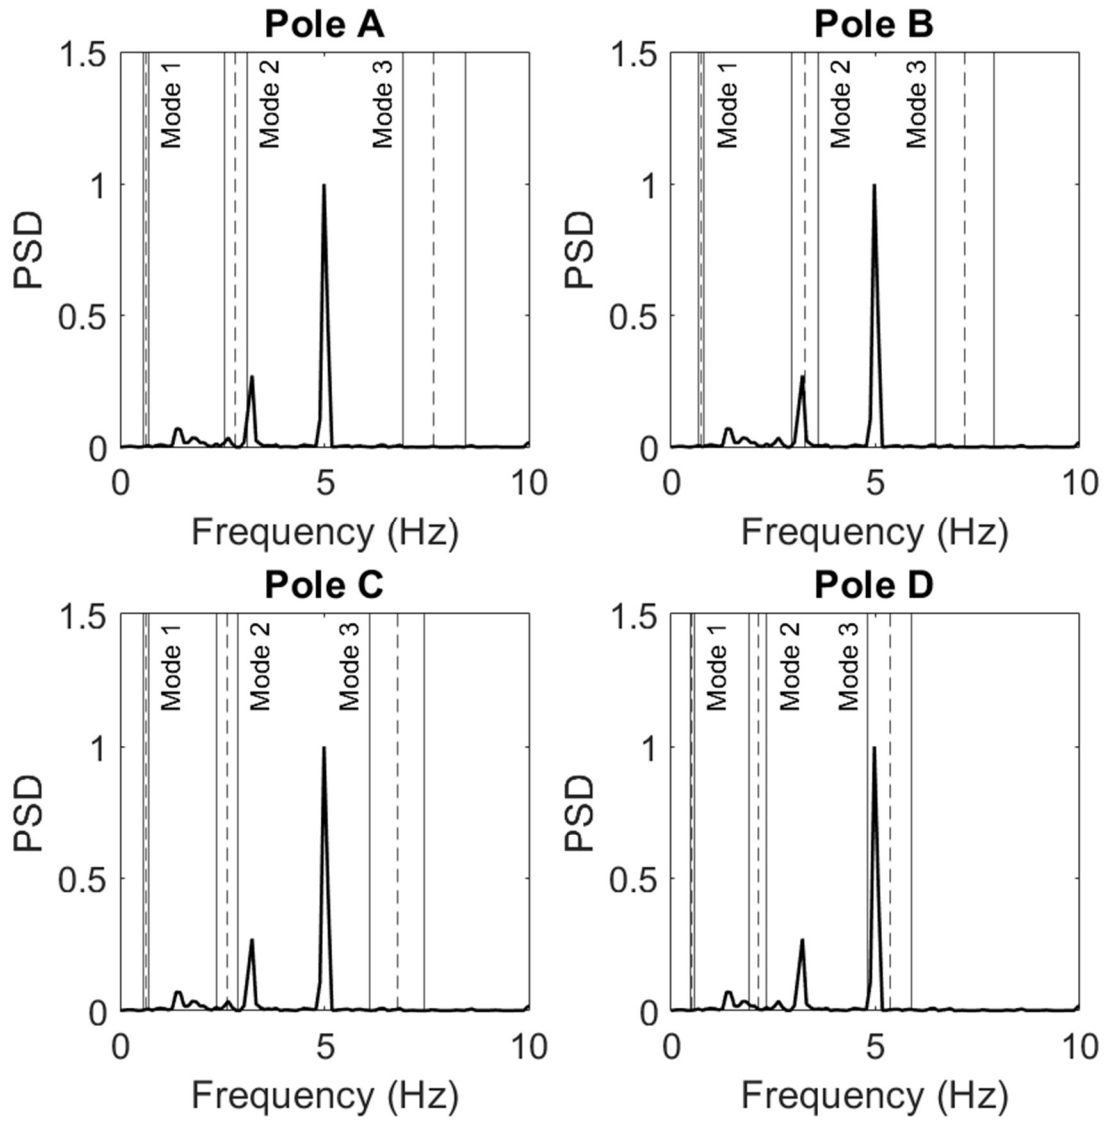 Pole A
1.5
1
0.5
0
PSD
Mode 1
Mode 2
Mode 3
0 5 10
Frequency (Hz)
Pole B
1.5
1
0.5
0
PSD
Mode 1
Mode 2
Mode 3
0 5 10
Frequency (Hz)
Pole C
1.5
1
0.5
0
PSD
Mode 1
Mode 2
Mode 3
0 5 10
Frequency (Hz)
Pole D
1.5
1
0.5
0
PSD
Mode 1
Mode 2
Mode 3
0 5 10
Frequency (Hz)